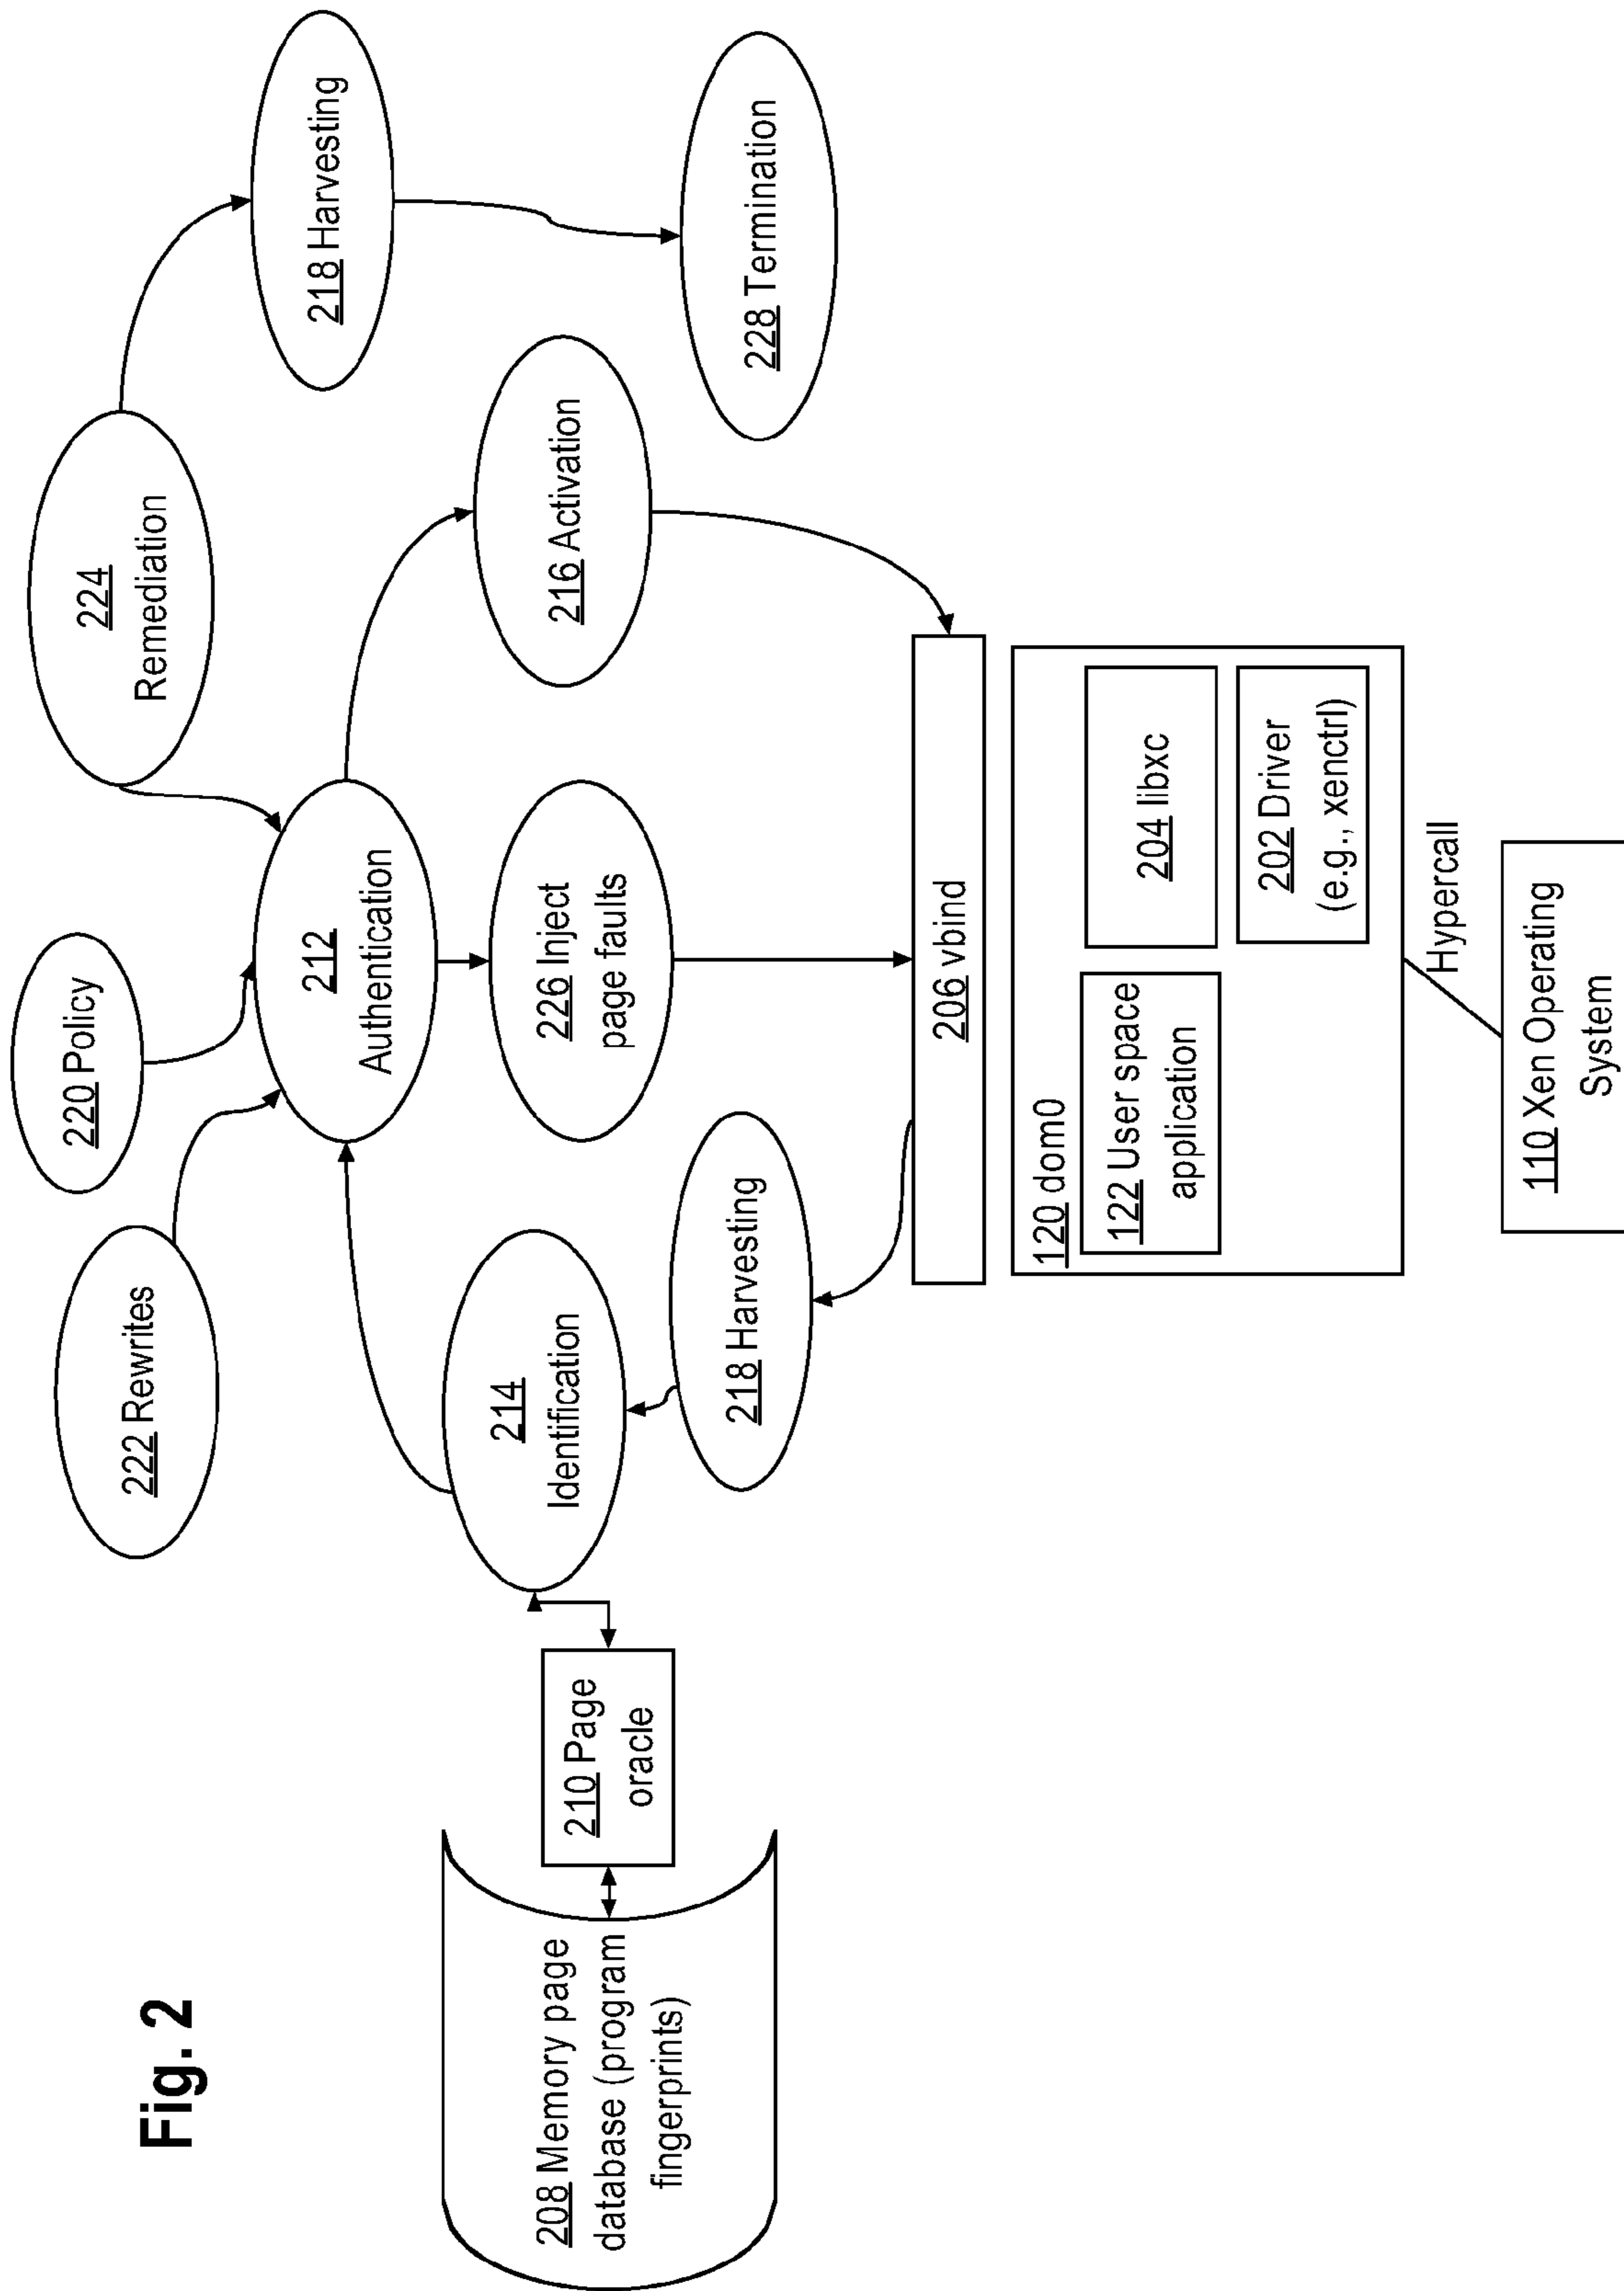 Fig. 2
222 Rewrites
220 Policy
224
Remediation
218 Harvesting
212
Authentication
214
Identification
226 Inject
page faults
216 Activation
228 Termination
208 Memory page
database (program
fingerprints)
210 Page
oracle
218 Harvesting
206 vbind
120 dom0
122 User space
application
204 libxc
202 Driver
(e.g., xenctrl)
Hypercall
110 Xen Operating
System